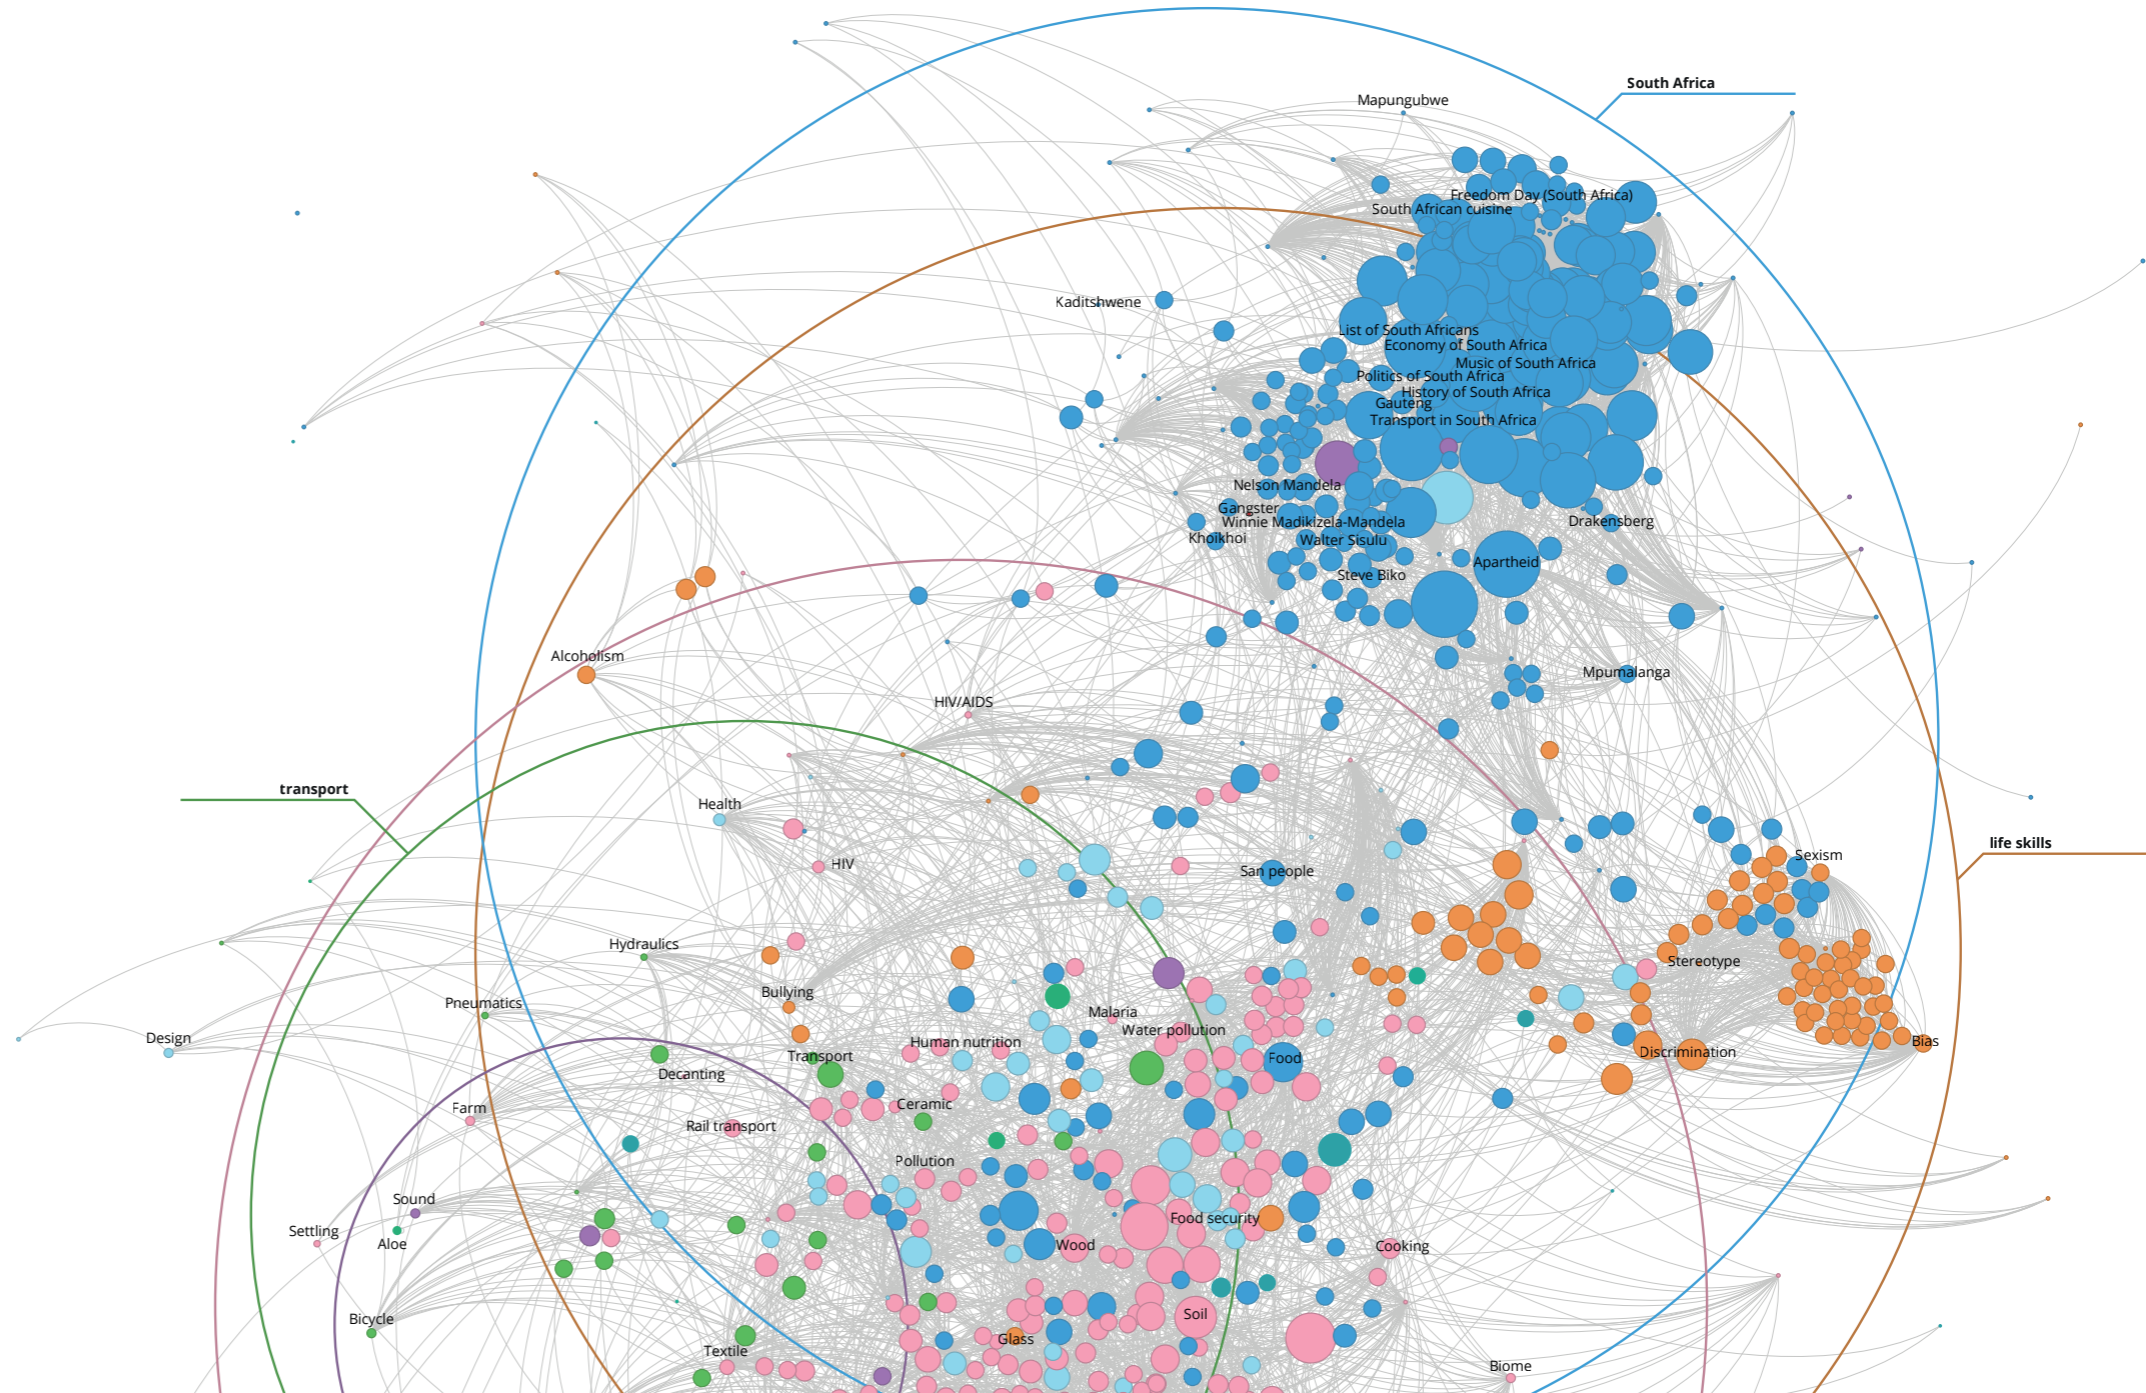 South Africa
Mapungubwe
Freedom Day (South Africa)
South African cuisine
Kaditshwene
List of South Africans
Economy of South Africa
Music of South Africa
Politics of South Africa
History of South Africa
Gauteng
Transport in South Africa
Nelson Mandela
Gangster
Winnie Madikizela-Mandela
Drakensberg
Khoikhoi
Walter Sisulu
Apartheid
Steve Biko
Alcoholism
Mpumalanga
HIV/AIDS
transport
Health
life skills
Sexism
HIV
San people
Hydraulics
Stereotype
Bullying
Pneumatics
Malaria
Water pollution
Design
Human nutrition
Bias
Discrimination
Transport
Food
Decanting
Ceramic
Farm
Rail transport
Pollution
Sound
Food security
Settling
Aloe
Wood
Cooking
Soil
Bicycle
Glass
Textile
Biome